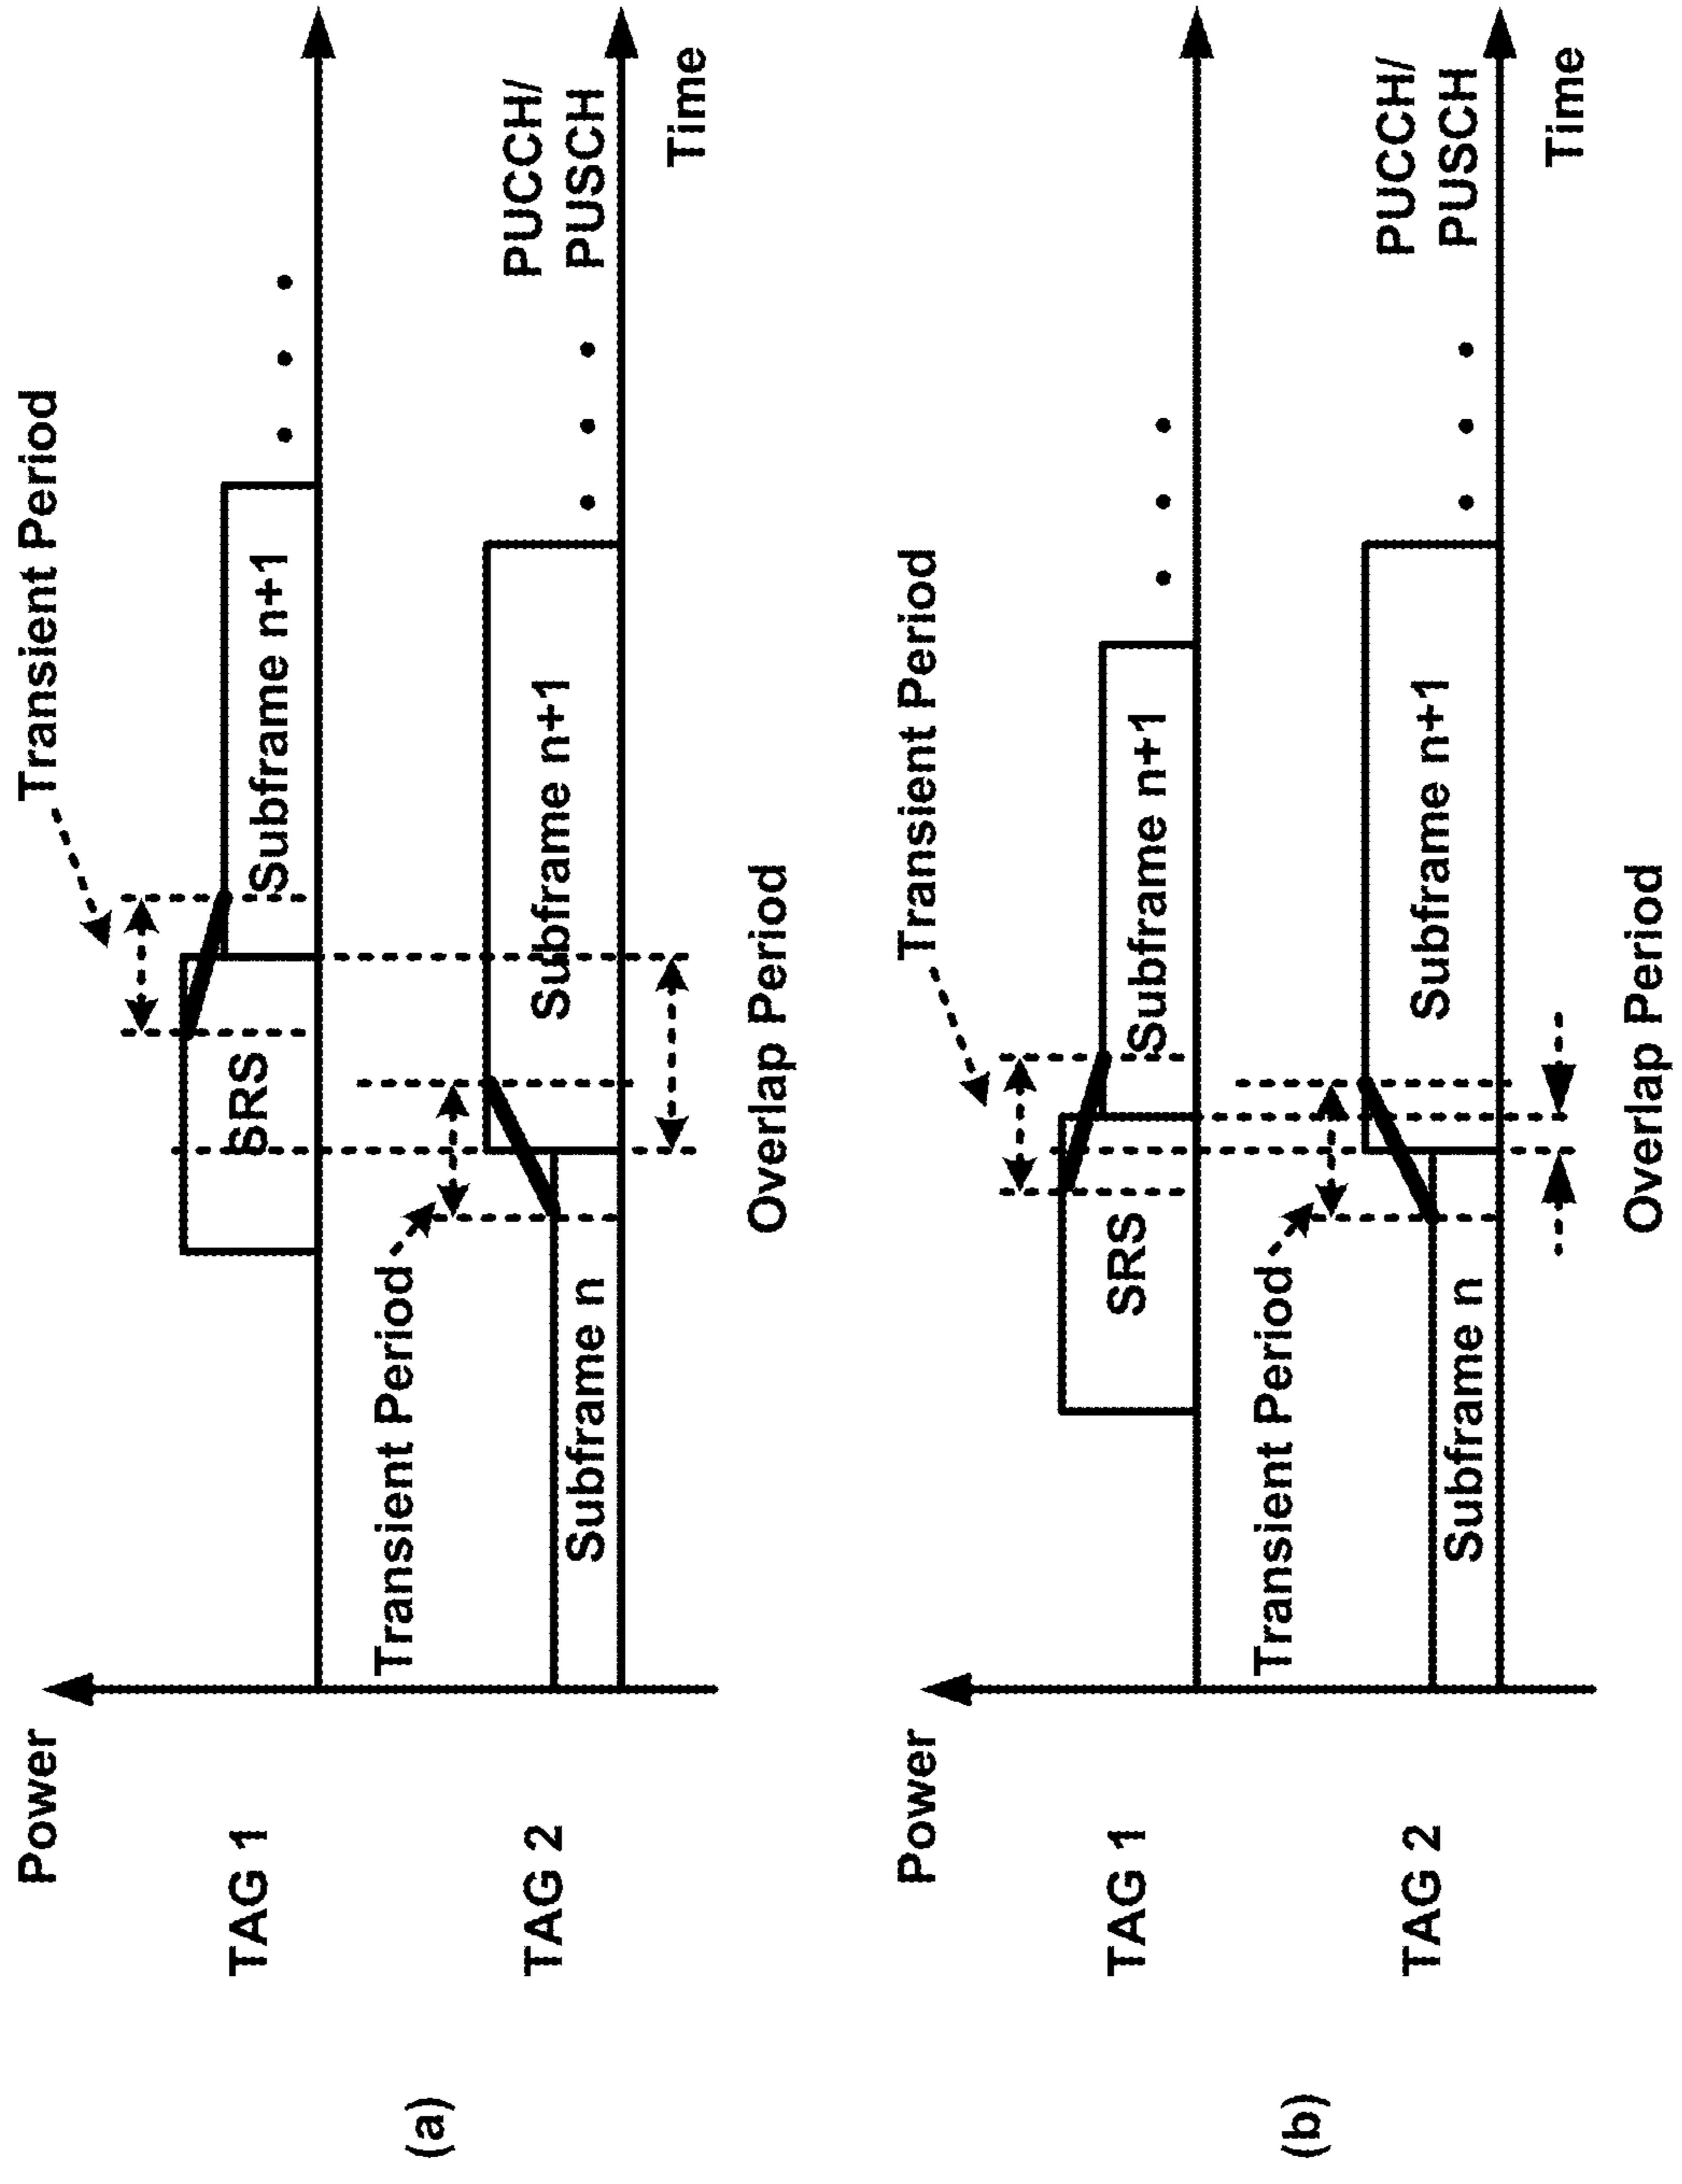 Power
Transient Period
TAG 1
SRS
Subframe n+1
Transient Period
TAG 2
Subframe n
Subframe n+1
PUCCH/
PUSCH
Time
Overlap Period
(a)
Power
Transient Period
TAG 1
SRS
Subframe n+1
Transient Period
TAG 2
Subframe n
Subframe n+1
PUCCH/
PUSCH
Time
Overlap Period
(b)